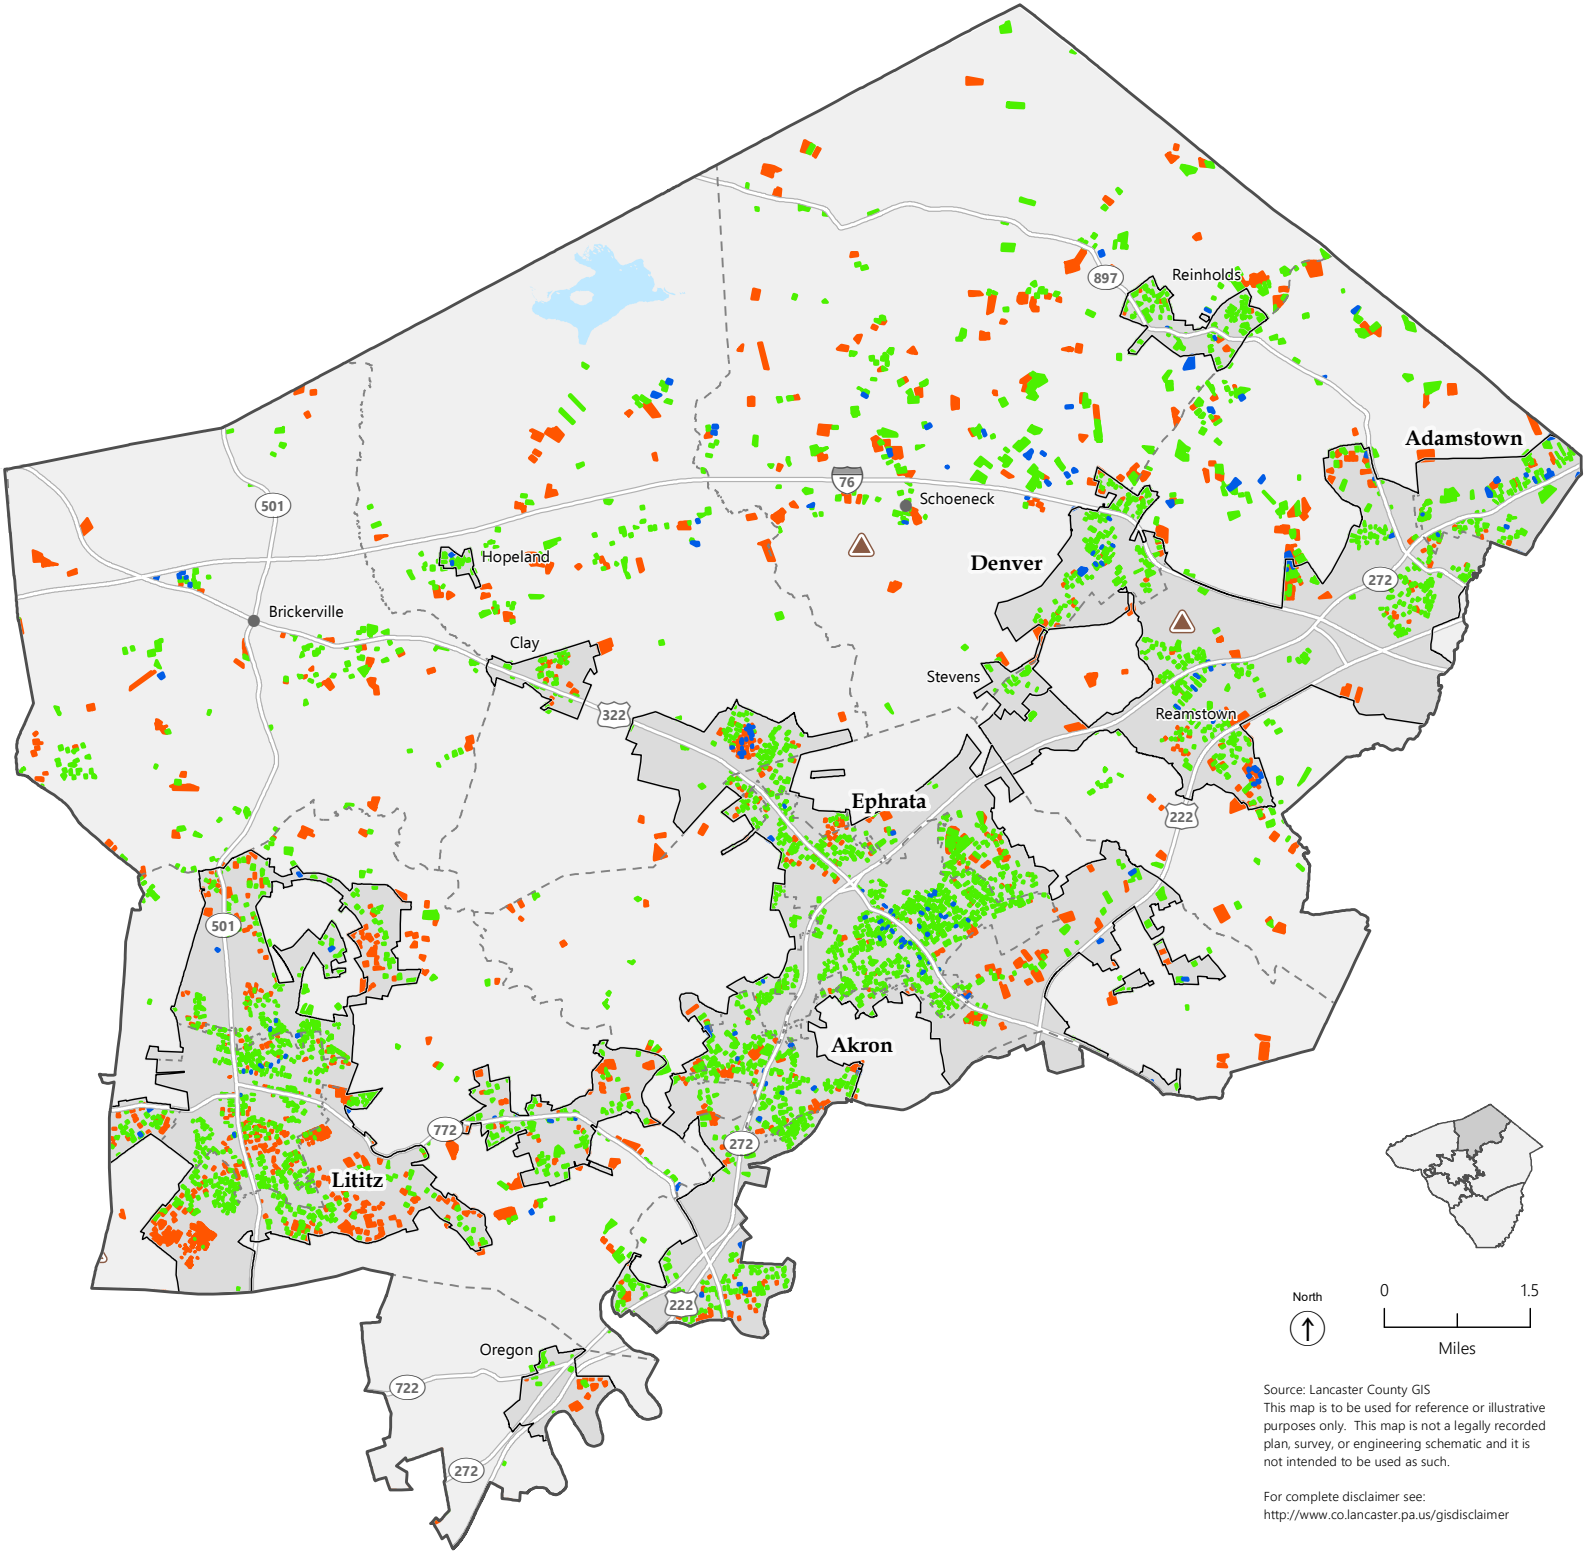 897
Reinholds
Adamstown
76
501
Schoeneck
Hopeland
Denver
272
Brickerville
Clay
Stevens
322
Reamstown
Ephrata
222
501
Akron
772
272
Lititz
222
Oregon
722
272
North
0
1.5
Miles
Source: Lancaster County GIS
This map is to be used for reference or illustrative
purposes only.  This map is not a legally recorded
plan, survey, or engineering schematic and it is
not intended to be used as such.
For complete disclaimer see:
http://www.co.lancaster.pa.us/gisdisclaimer